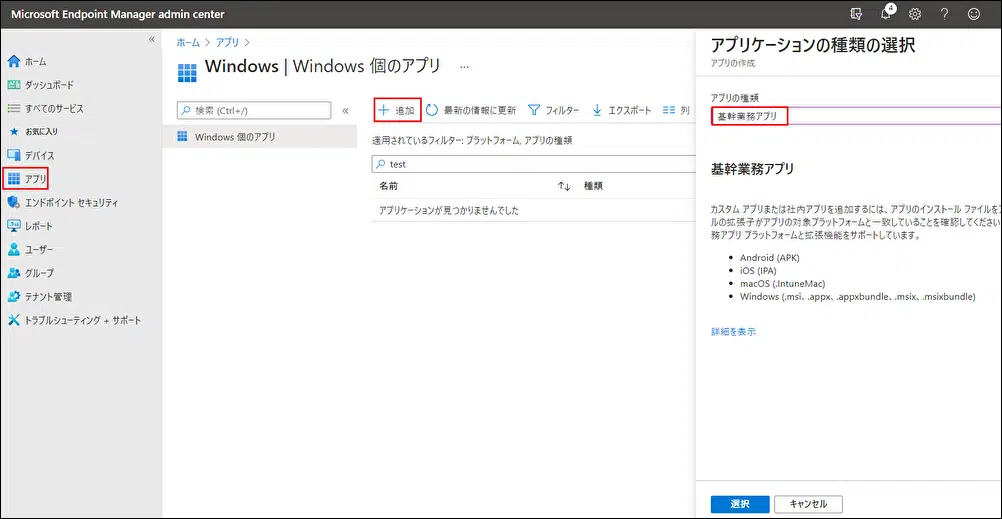 Microsoft Endpoint Manager admin center
4
«
ホーム
ダッシュボード
すべてのサービス
お気に入り
デバイス
アプリ
エンドポイント セキュリティ
レポート
ユーザー
グループ
テナント管理
トラブルシューティング + サポート
ホーム > アプリ >
Windows | Windows 個のアプリ ...
検索 (Ctrl+/)
«
Windows 個のアプリ
追加
最新の情報に更新
フィルター
エクスポート
列
適用されているフィルター: プラットフォーム, アプリの種類
test
名前
種類
アプリケーションが見つかりませんでした
アプリケーションの種類の選択
アプリの作成
アプリの種類
基幹業務アプリ
基幹業務アプリ
カスタム アプリまたは社内アプリを追加するには、アプリのインストール ファイルを
ルの拡張子がアプリの対象プラットフォームと一致していることを確認してください
務アプリ プラットフォームと拡張機能をサポートしています。
• Android (APK)
• iOS (IPA)
• macOS (.IntuneMac)
• Windows (.msi、.appx、.appxbundle、.msix、.msixbundle)
詳細を表示
選択
キャンセル